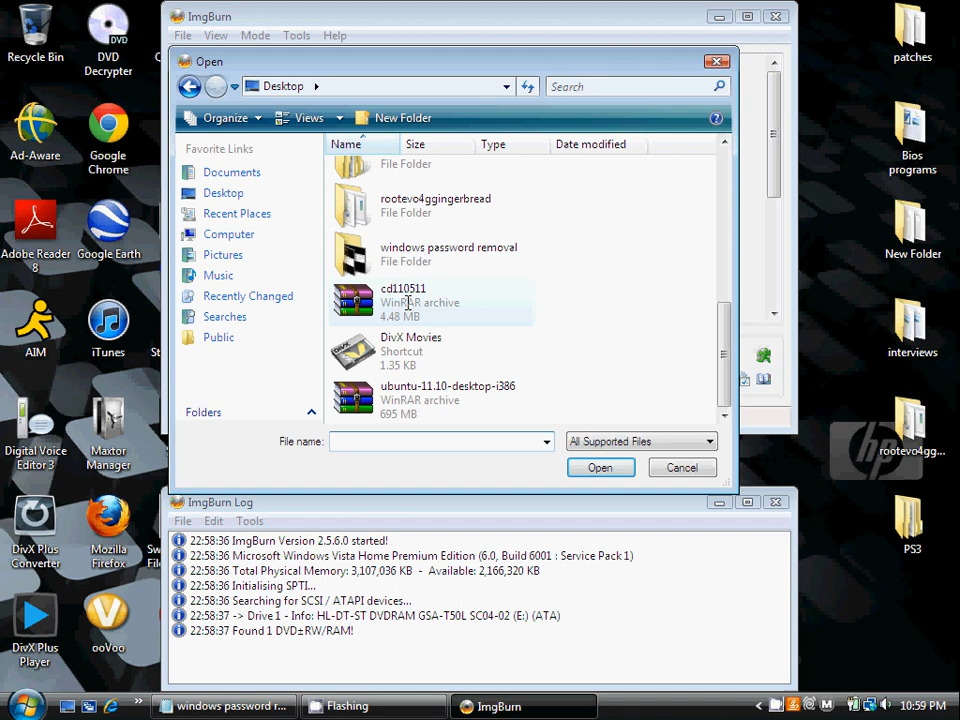 Recycle Bin
DVD
Decrypter
Ad-Aware
Google
Chrome
Adobe Reader
8
Google Earth
AIM
iTunes
Digital Voice
Editor 3
Maxtor
Manager
DivX Plus
Converter
Mozilla
Firefox
DivX Plus
Player
ooVoo
ImgBurn
File View Mode Tools Help
Open
Desktop
Search
Organize Views New Folder
Favorite Links
Documents
Desktop
Recent Places
Computer
Pictures
Music
Recently Changed
Searches
Public
Folders
Name Size Type Date modified
File Folder
rootevo4ggingerbread
File Folder
windows password removal
File Folder
cd110511
WinRAR archive
4.48 MB
DivX Movies
Shortcut
1.35 KB
ubuntu-11.10-desktop-i386
WinRAR archive
695 MB
File name:
All Supported Files
Open Cancel
ImgBurn Log
File Edit Tools
22:58:36 ImgBurn Version 2.5.6.0 started!
22:58:36 Microsoft Windows Vista Home Premium Edition (6.0, Build 6001 : Service Pack 1)
22:58:36 Total Physical Memory: 3,107,036 KB - Available: 2,166,320 KB
22:58:36 Initialising SPTI...
22:58:36 Searching for SCSI / ATAPI devices...
22:58:37 -> Drive 1 - Info: HL-DT-ST DVDRAM GSA-T50L SC04-02 (E:) (ATA)
22:58:37 Found 1 DVD±RW/RAM!
patches
Bios
programs
New Folder
interviews
hp
rootevo4gg...
PS3
windows password r...
Flashing
ImgBurn
10:59 PM